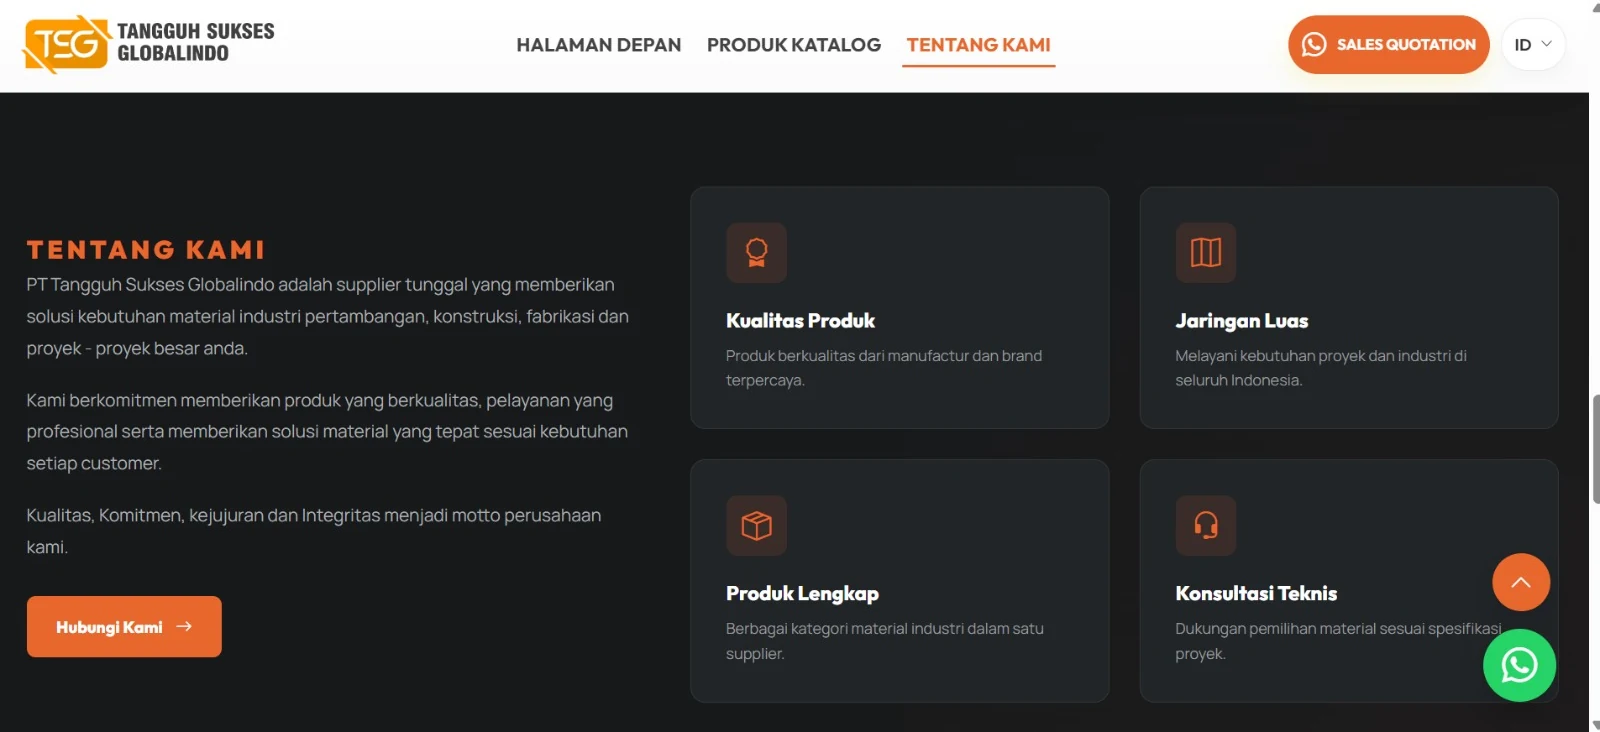 TSG TANGGUH SUKSES
GLOBALINDO
HALAMAN DEPAN PRODUK KATALOG TENTANG KAMI
SALES QUOTATION
ID
TENTANG KAMI
PT Tangguh Sukses Globalindo adalah supplier tunggal yang memberikan
solusi kebutuhan material industri pertambangan, konstruksi, fabrikasi dan
proyek - proyek besar anda.
Kami berkomitmen memberikan produk yang berkualitas, pelayanan yang
profesional serta memberikan solusi material yang tepat sesuai kebutuhan
setiap customer.
Kualitas, Komitmen, kejujuran dan Integritas menjadi motto perusahaan
kami.
Hubungi Kami
Kualitas Produk
Produk berkualitas dari manufactur dan brand
terpercaya.
Jaringan Luas
Melayani kebutuhan proyek dan industri di
seluruh Indonesia.
Produk Lengkap
Berbagai kategori material industri dalam satu
supplier.
Konsultasi Teknis
Dukungan pemilihan material sesuai spesifikasi
proyek.